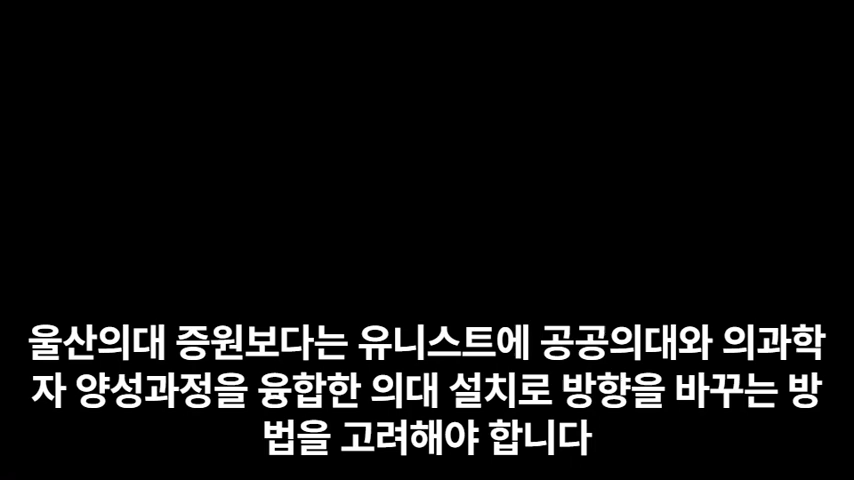 울산의대 증원보다는 유니스트에 공공의대와 의과학
자 양성과정을 융합한 의대 설치로 방향을 바꾸는 방
법을 고려해야 합니다